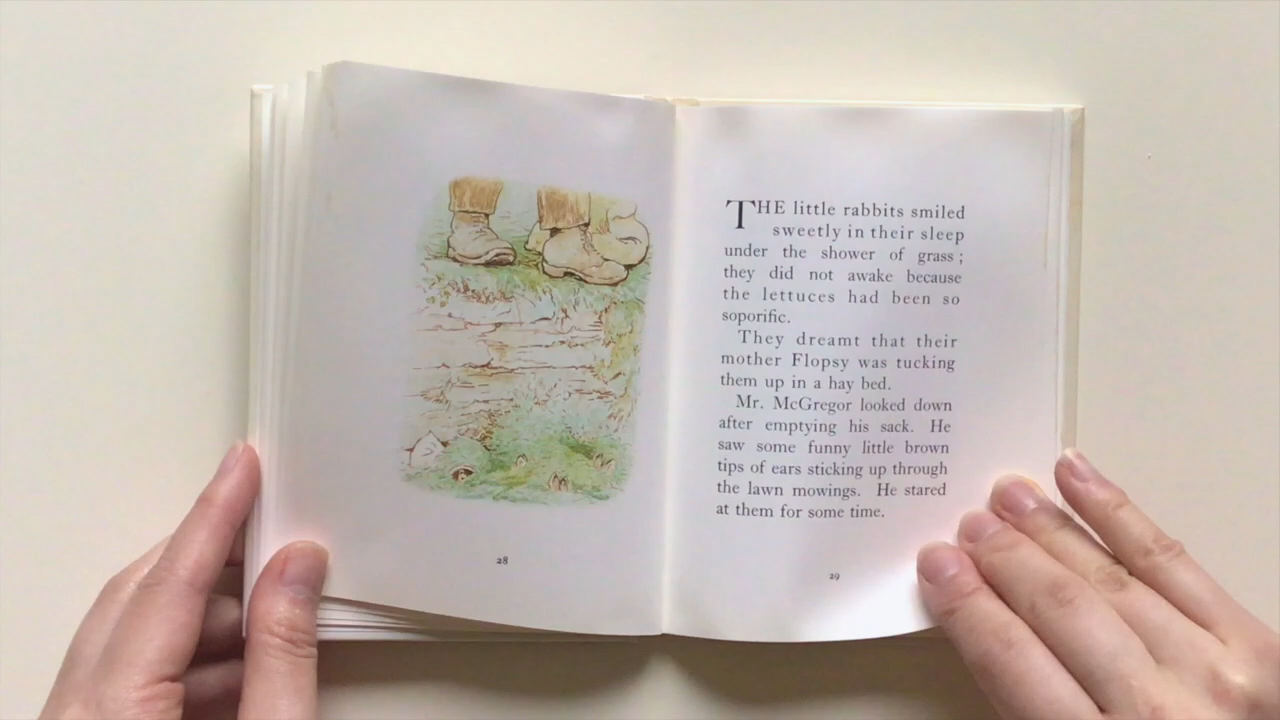 28
THE little rabbits smiled
sweetly in their sleep
under the shower of grass ;
they did not awake because
the lettuces had been so
soporific.
They dreamt that their
mother Flopsy was tucking
them up in a hay bed.
Mr. McGregor looked down
after emptying his sack. He
saw some funny little brown
tips of ears sticking up through
the lawn mowings. He stared
at them for some time.
29